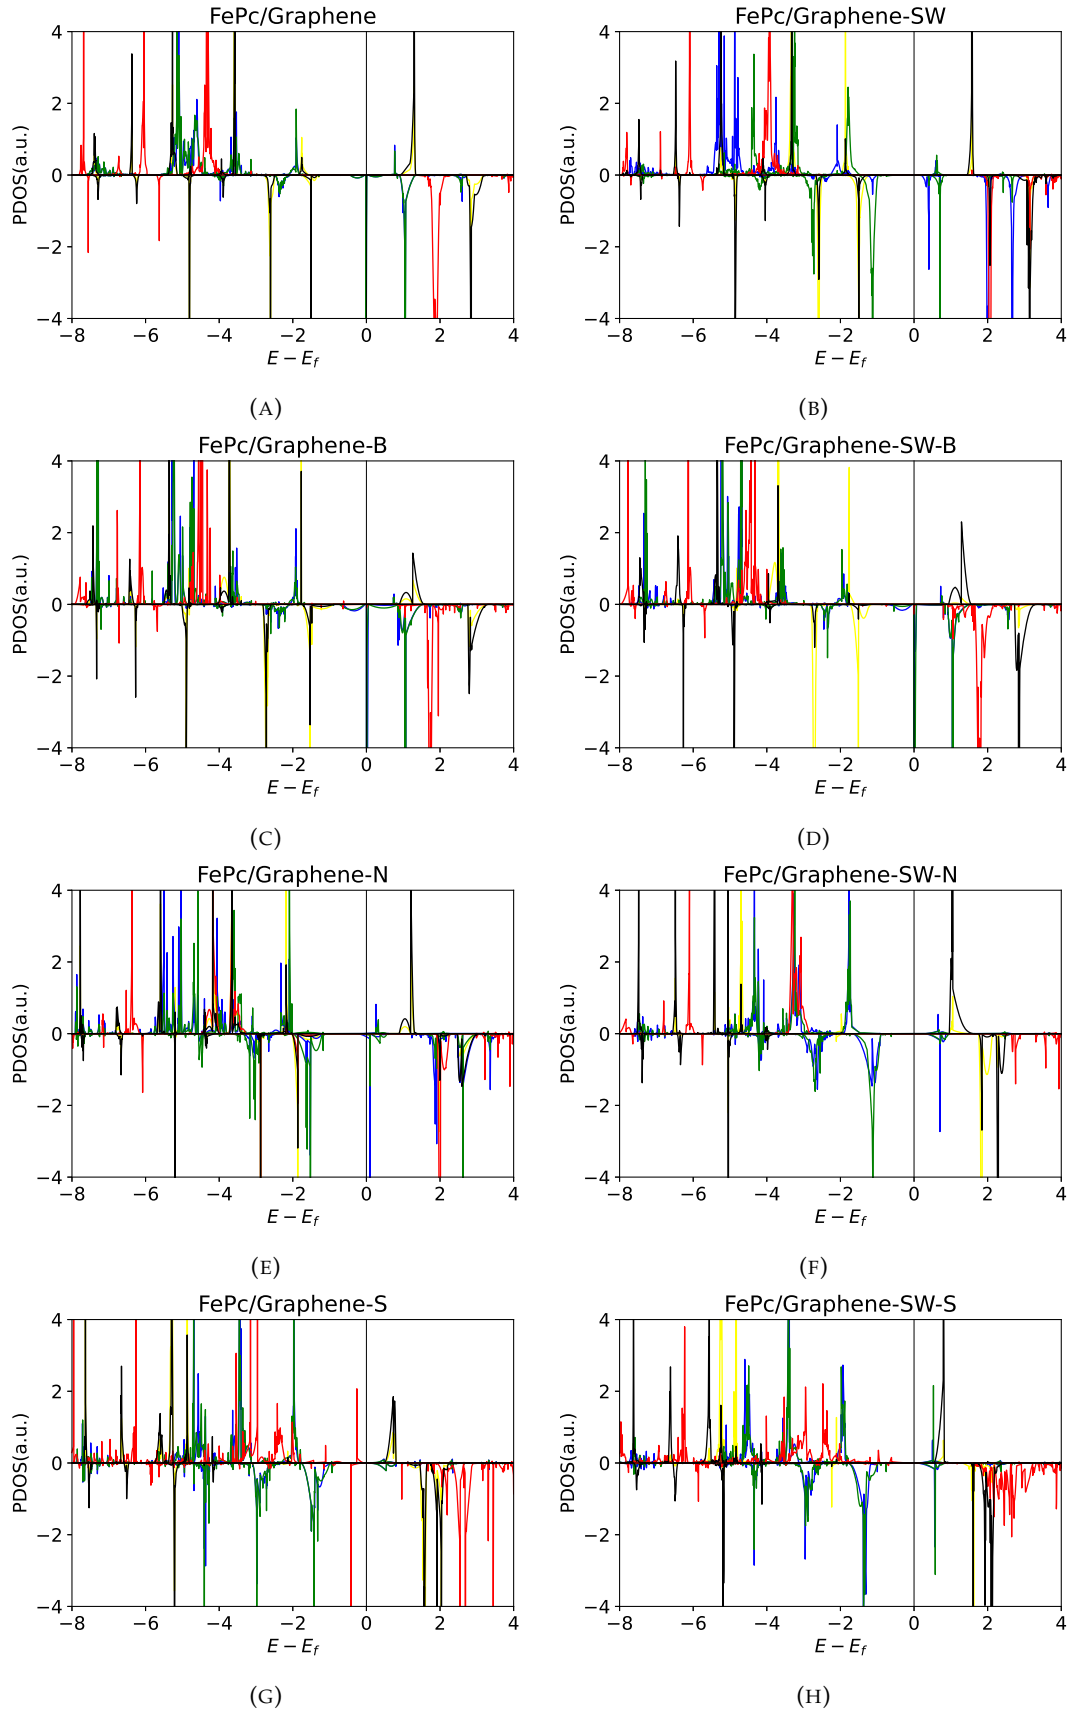 FePc/Graphene
FePc/Graphene-SW
4
2
0
−2
−4
PDOS(a.u.)
−8 −6 −4 −2 0 2 4
E − E_f
4
2
0
−2
−4
PDOS(a.u.)
−8 −6 −4 −2 0 2 4
E − E_f
(A)
(B)
FePc/Graphene-B
FePc/Graphene-SW-B
4
2
0
−2
−4
PDOS(a.u.)
−8 −6 −4 −2 0 2 4
E − E_f
4
2
0
−2
−4
PDOS(a.u.)
−8 −6 −4 −2 0 2 4
E − E_f
(C)
(D)
FePc/Graphene-N
FePc/Graphene-SW-N
4
2
0
−2
−4
PDOS(a.u.)
−8 −6 −4 −2 0 2 4
E − E_f
4
2
0
−2
−4
PDOS(a.u.)
−8 −6 −4 −2 0 2 4
E − E_f
(E)
(F)
FePc/Graphene-S
FePc/Graphene-SW-S
4
2
0
−2
−4
PDOS(a.u.)
−8 −6 −4 −2 0 2 4
E − E_f
4
2
0
−2
−4
PDOS(a.u.)
−8 −6 −4 −2 0 2 4
E − E_f
(G)
(H)